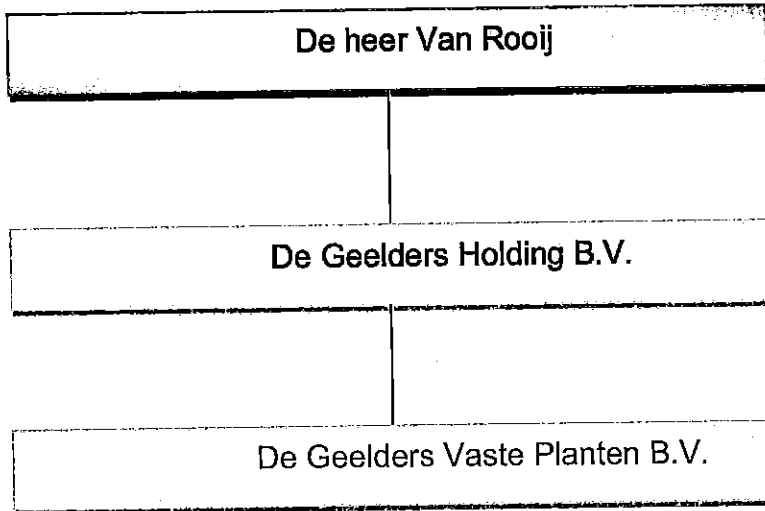 De heer Van Rooij
De Geelders Holding B.V.
De Geelders Vaste Planten B.V.